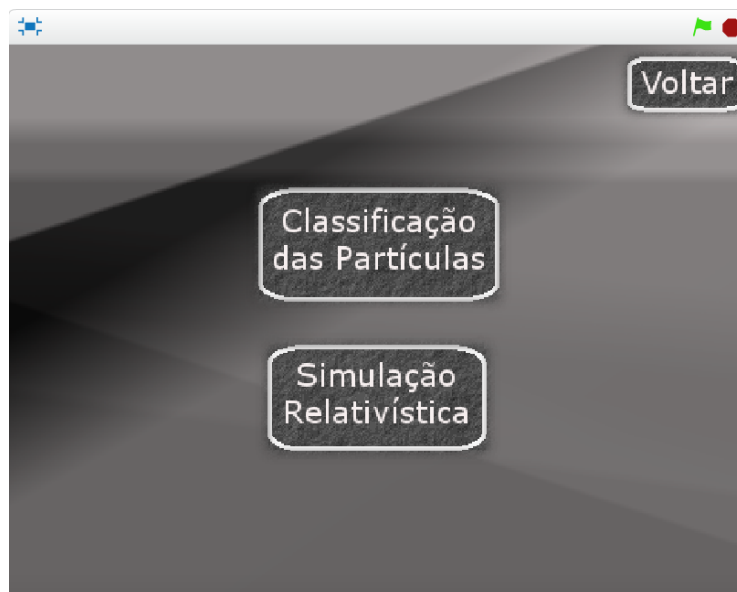 Voltar
Classificação
das Partículas
Simulação
Relativística